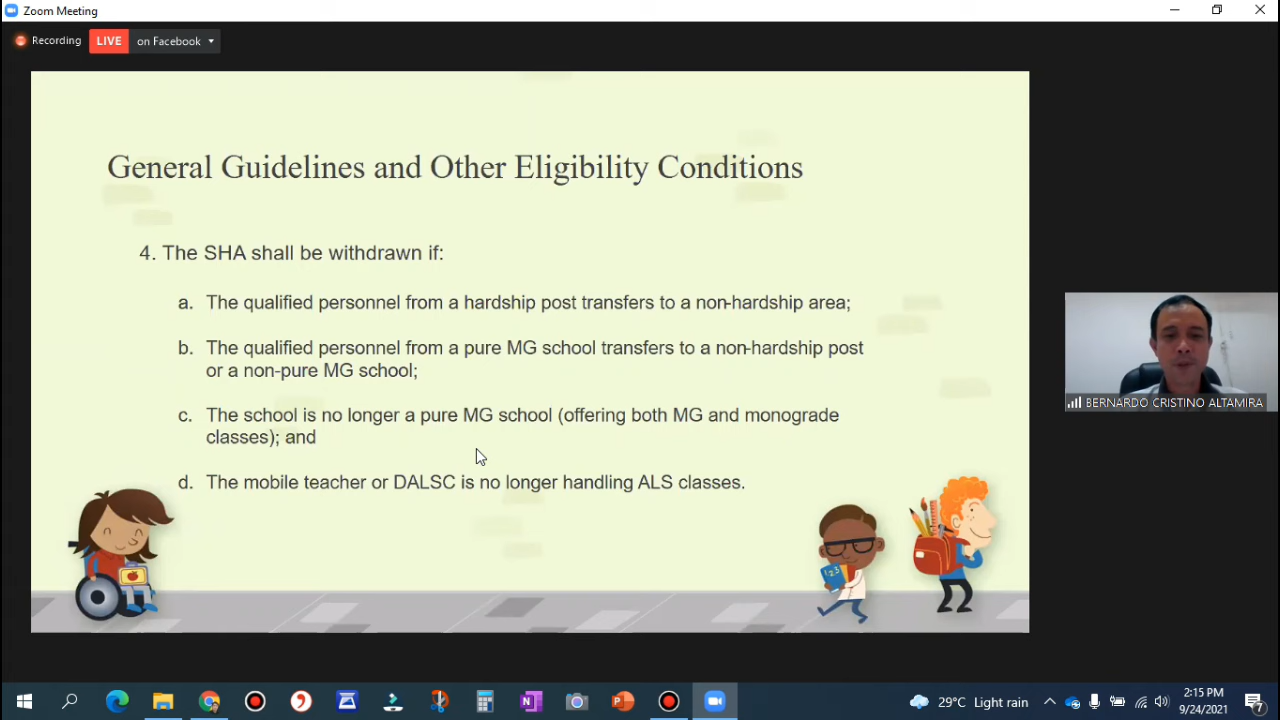 Zoom Meeting
Recording
LIVE
on Facebook
General Guidelines and Other Eligibility Conditions
4. The SHA shall be withdrawn if:
a. The qualified personnel from a hardship post transfers to a non-hardship area;
b. The qualified personnel from a pure MG school transfers to a non-hardship post
or a non-pure MG school;
c. The school is no longer a pure MG school (offering both MG and monograde
classes); and
d. The mobile teacher or DALSC is no longer handling ALS classes.
1 2 3
BERNARDO CRISTINO ALTAMIRA
29°C Light rain
2:15 PM
9/24/2021
7